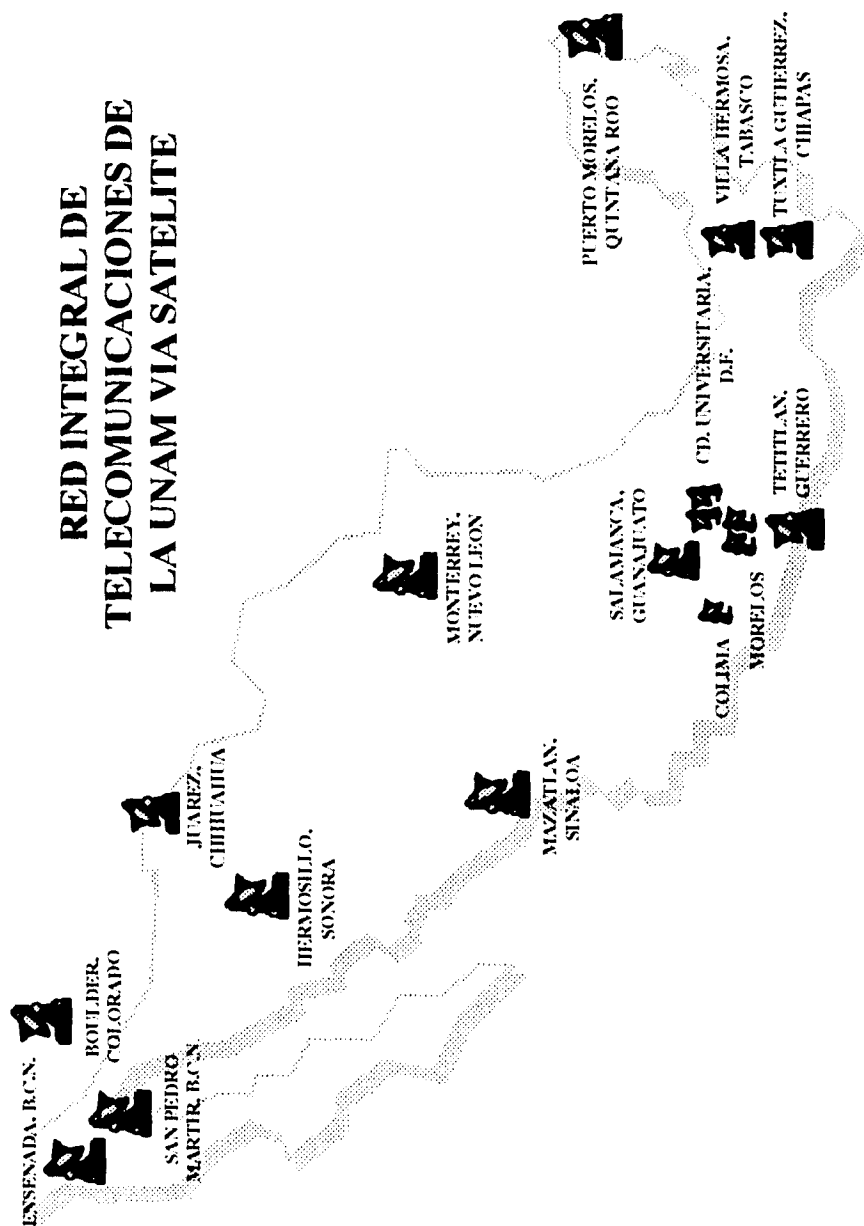 RED INTEGRAL DE
TELECOMUNICACIONES DE
LA UNAM VIA SATELITE
ENSENADA, B.C.N.
BOULDER,
COLORADO
SAN PEDRO
MARTIR, B.C.N.
JUAREZ,
CHIHUAHUA
HERMOSILLO,
SONORA
MONTERREY,
NUEVO LEON
MAZATLAN,
SINALOA
PUERTO MORELOS,
QUINTANA ROO
SALAMANCA,
GUANAJUATO
CD. UNIVERSITARIA,
D.F.
VILLA HERMOSA,
TABASCO
COLIMA
MORELOS
TETITLAN,
GUERRERO
TUXTLA GUTIERREZ,
CHIAPAS